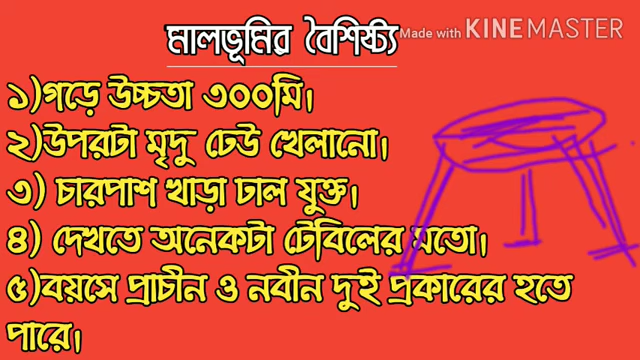 মালভূমির বৈশিষ্ট্য
Made with KINEMASTER
১)গড়ে উচ্চতা ৩০০মি।
২)উপরটা মৃদু ঢেউ খেলানো।
৩) চারপাশ খাড়া ঢাল যুক্ত।
৪) দেখতে অনেকটা টেবিলের মতো।
৫)বয়সে প্রাচীন ও নবীন দুই প্রকারের হতে
পারে।